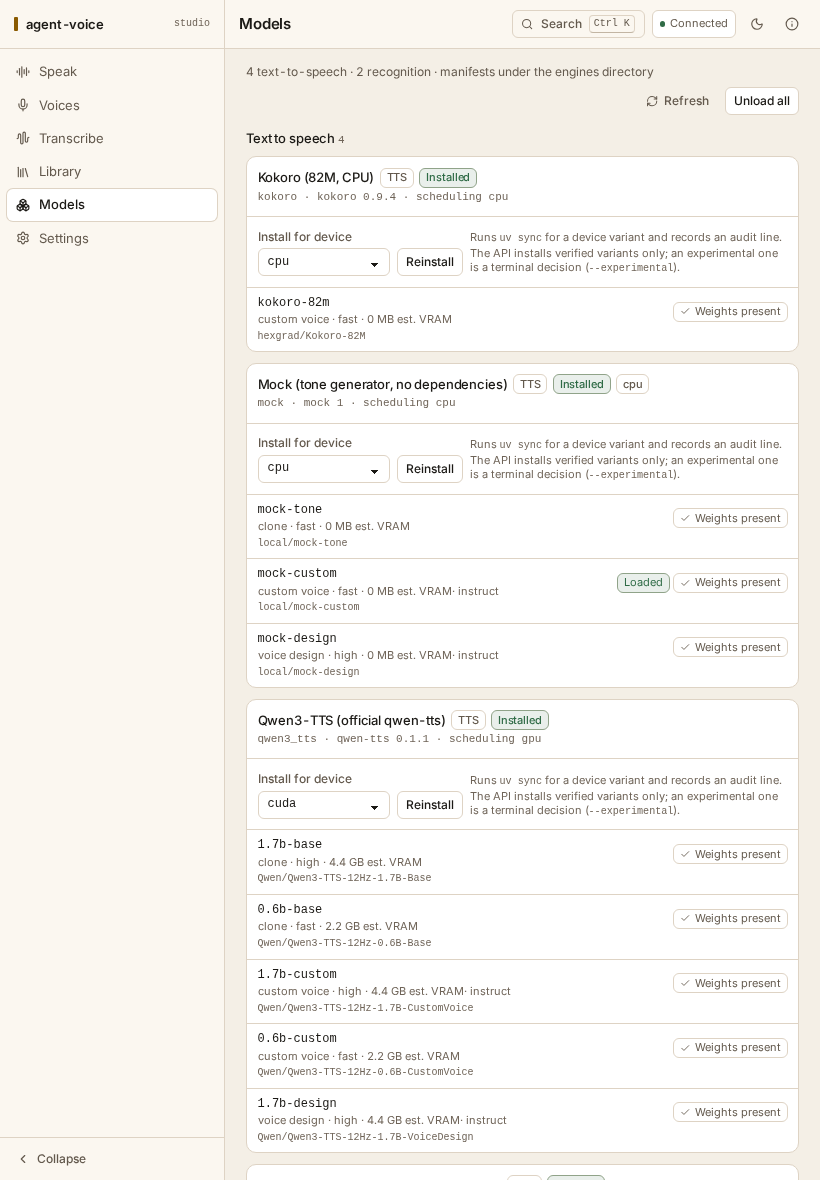 agent-voice
studio
Models
Search Ctrl K
Connected
Speak
Voices
Transcribe
Library
Models
Settings
Collapse
4 text-to-speech · 2 recognition · manifests under the engines directory
Refresh
Unload all
Text to speech 4
Kokoro (82M, CPU) TTS Installed
kokoro · kokoro 0.9.4 · scheduling cpu
Install for device
cpu
Reinstall
Runs uv sync for a device variant and records an audit line.
The API installs verified variants only; an experimental one
is a terminal decision (--experimental).
kokoro-82m
custom voice · fast · 0 MB est. VRAM
hexgrad/Kokoro-82M
Weights present
Mock (tone generator, no dependencies) TTS Installed cpu
mock · mock 1 · scheduling cpu
Install for device
cpu
Reinstall
Runs uv sync for a device variant and records an audit line.
The API installs verified variants only; an experimental one
is a terminal decision (--experimental).
mock-tone
clone · fast · 0 MB est. VRAM
local/mock-tone
Weights present
mock-custom
custom voice · fast · 0 MB est. VRAM· instruct
local/mock-custom
Loaded
Weights present
mock-design
voice design · high · 0 MB est. VRAM· instruct
local/mock-design
Weights present
Qwen3-TTS (official qwen-tts) TTS Installed
qwen3_tts · qwen-tts 0.1.1 · scheduling gpu
Install for device
cuda
Reinstall
Runs uv sync for a device variant and records an audit line.
The API installs verified variants only; an experimental one
is a terminal decision (--experimental).
1.7b-base
clone · high · 4.4 GB est. VRAM
Qwen/Qwen3-TTS-12Hz-1.7B-Base
Weights present
0.6b-base
clone · fast · 2.2 GB est. VRAM
Qwen/Qwen3-TTS-12Hz-0.6B-Base
Weights present
1.7b-custom
custom voice · high · 4.4 GB est. VRAM· instruct
Qwen/Qwen3-TTS-12Hz-1.7B-CustomVoice
Weights present
0.6b-custom
custom voice · fast · 2.2 GB est. VRAM
Qwen/Qwen3-TTS-12Hz-0.6B-CustomVoice
Weights present
1.7b-design
voice design · high · 4.4 GB est. VRAM· instruct
Qwen/Qwen3-TTS-12Hz-1.7B-VoiceDesign
Weights present